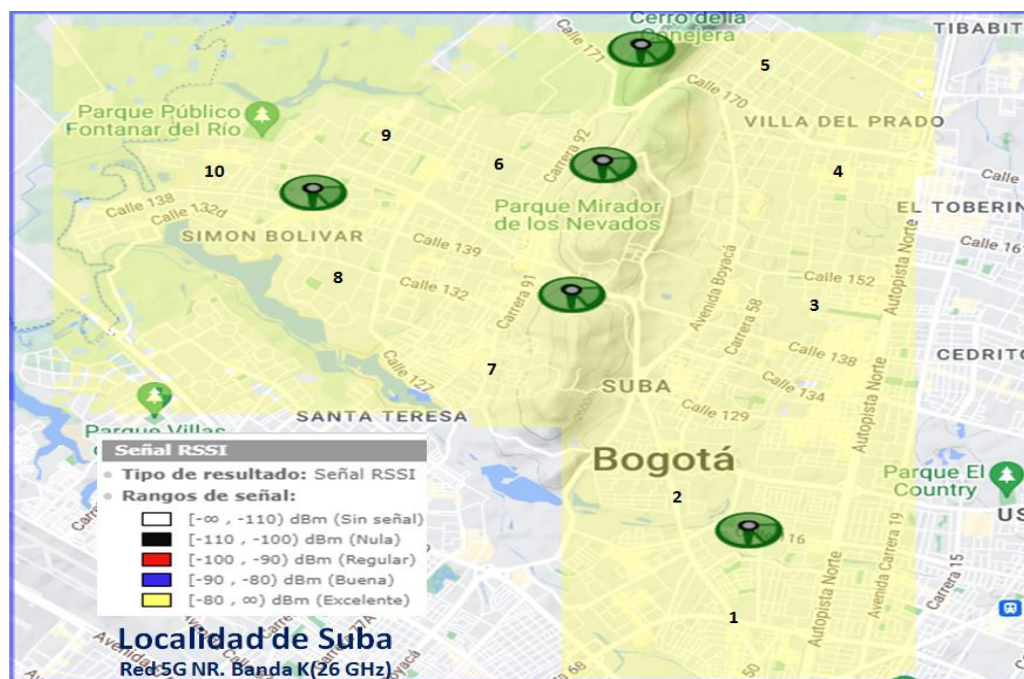 Cerro de la
Conejera
TIBABIT
Calle 171
5
Calle 170
Parque Público
Fontanar del Río
VILLA DEL PRADO
9
6
Carrera 92
10
4
Calle
Calle 138
Calle 132d
Parque Mirador
de los Nevados
EL TOBERIN
SIMON BOLIVAR
Calle 139
Calle 161
Autopista Norte
8
Calle 152
Calle 132
Carrera 91
Avenida Boyacá
Carrera 58
3
Calle 138
CEDRITO
7
Calle 127
SUBA
Calle 134
Autopista Norte
Calle 129
SANTA TERESA
Parque Villas
Bogotá
Parque El
Country
2
US
16
Avenida Carrera 19
Carrera 15
1
Autopista Norte
50
68
Señal RSSI
Tipo de resultado: Señal RSSI
Rangos de señal:
[-∞ , -110) dBm (Sin señal)
[-110 , -100) dBm (Nula)
[-100 , -90) dBm (Regular)
[-90 , -80) dBm (Buena)
[-80 , ∞) dBm (Excelente)
Localidad de Suba
Red 5G NR. Banda K(26 GHz)